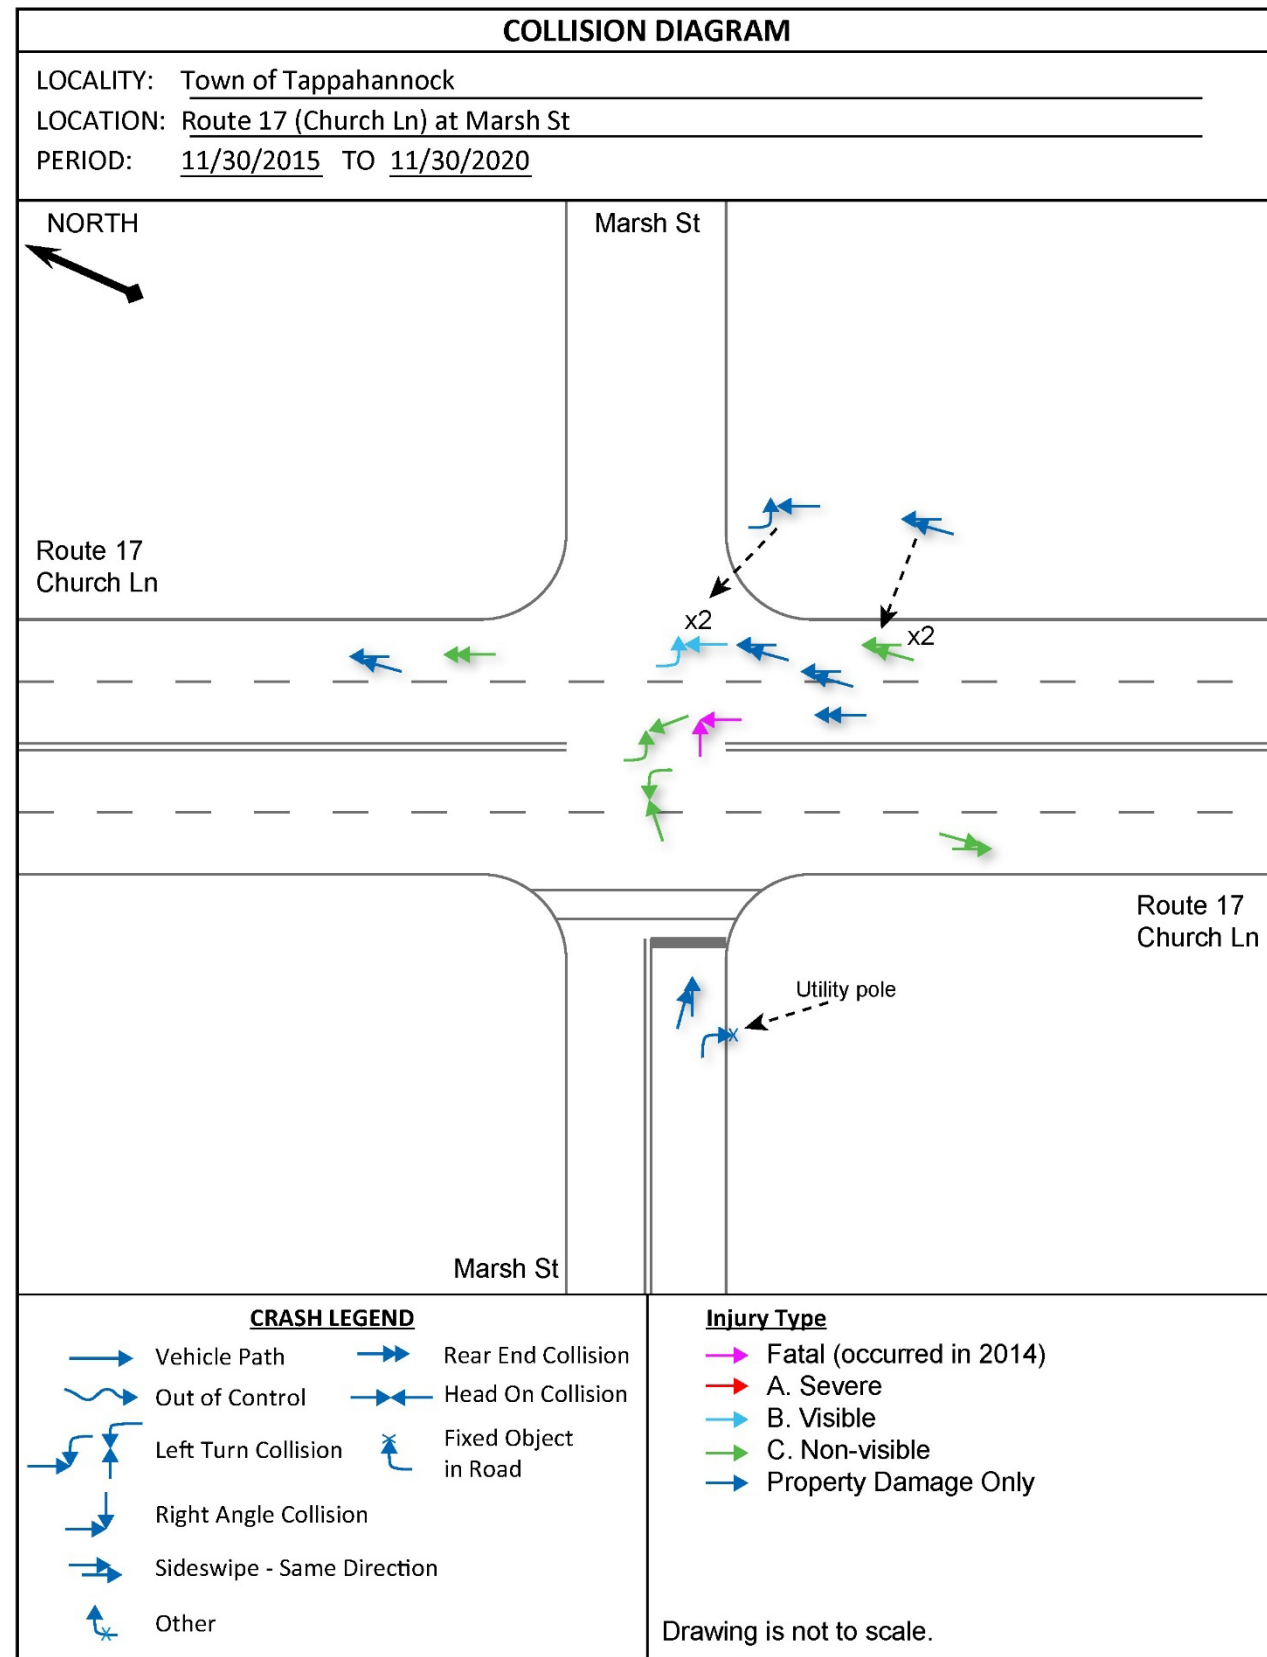 COLLISION DIAGRAM
LOCALITY: Town of Tappahannock
LOCATION: Route 17 (Church Ln) at Marsh St
PERIOD: 11/30/2015 TO 11/30/2020
NORTH
Marsh St
Route 17
Church Ln
x2
x2
Route 17
Church Ln
Utility pole
Marsh St
CRASH LEGEND
Vehicle Path
Rear End Collision
Out of Control
Head On Collision
Left Turn Collision
Fixed Object
in Road
Right Angle Collision
Sideswipe - Same Direction
Other
Injury Type
Fatal (occurred in 2014)
A. Severe
B. Visible
C. Non-visible
Property Damage Only
Drawing is not to scale.